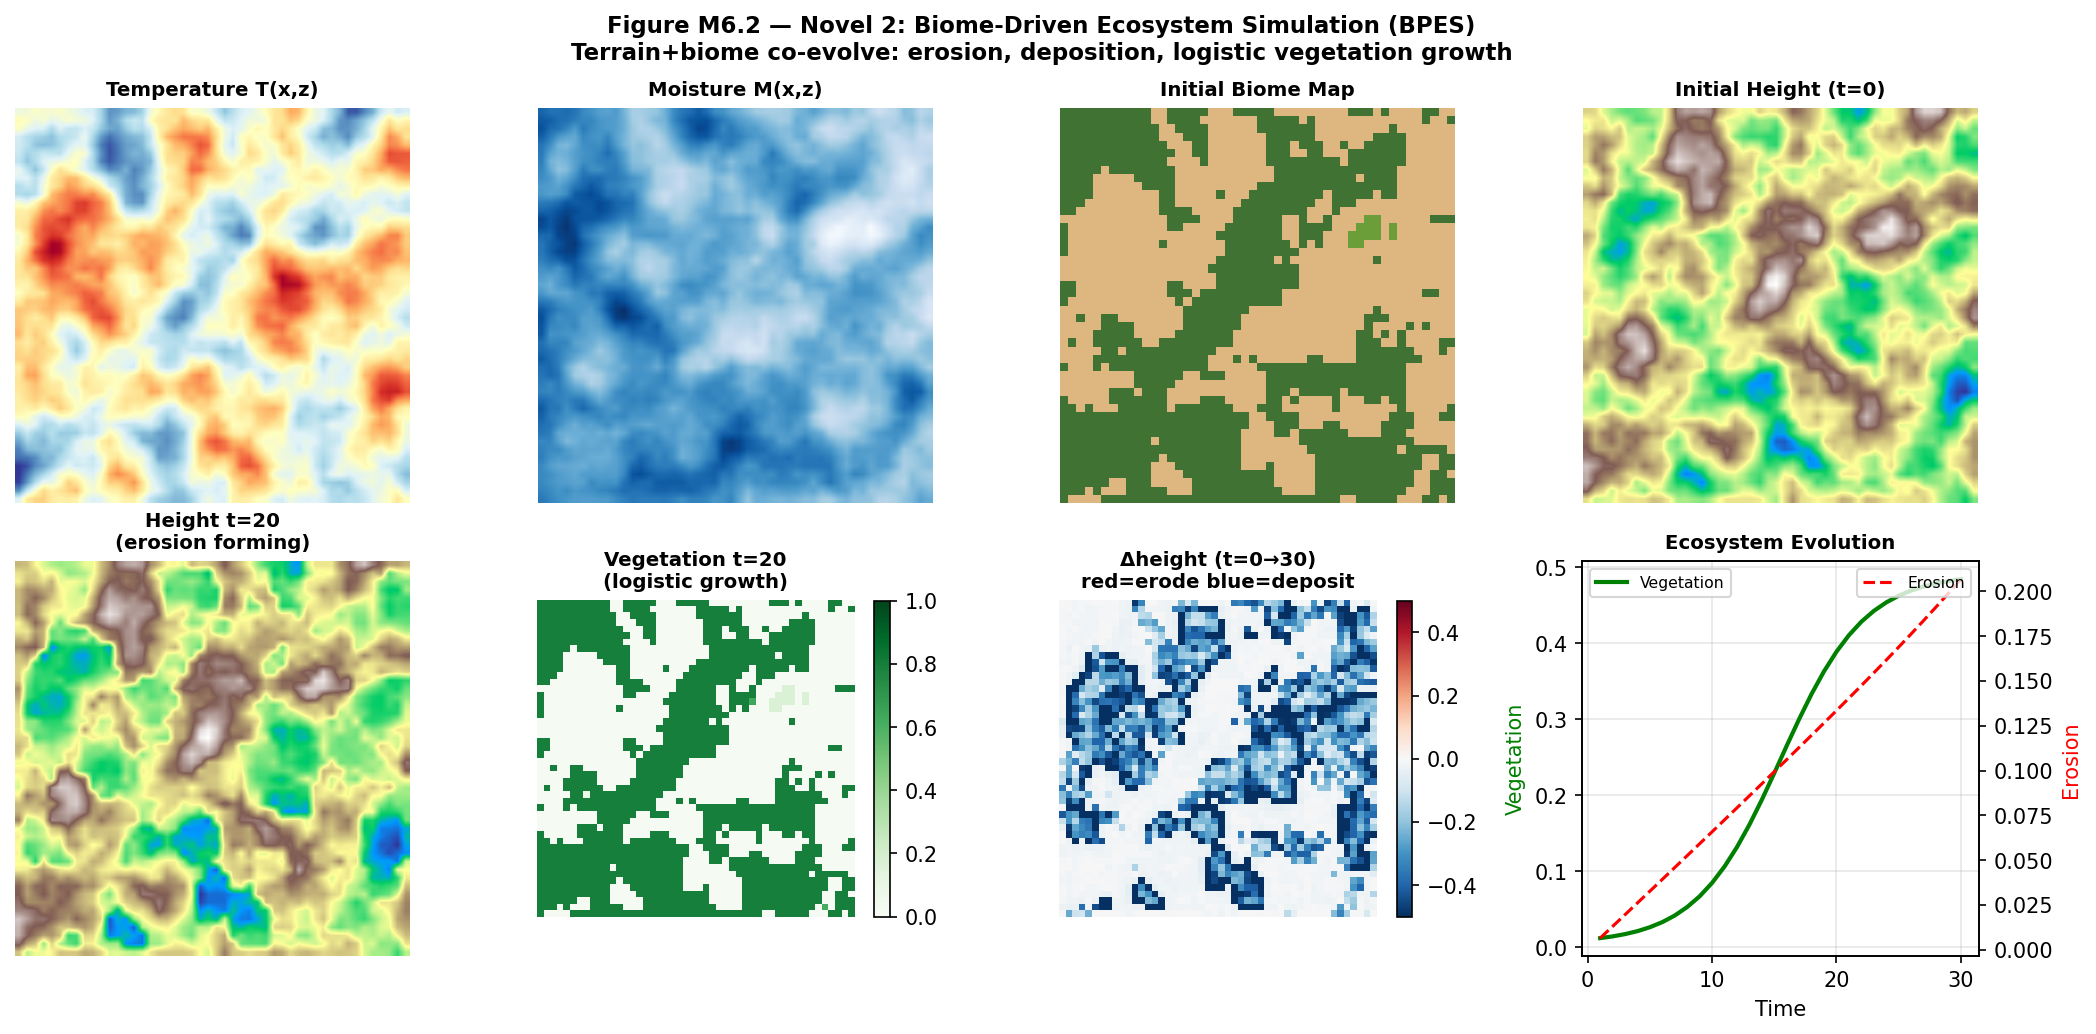 Figure M6.2 — Novel 2: Biome-Driven Ecosystem Simulation (BPES)
Terrain+biome co-evolve: erosion, deposition, logistic vegetation growth
Temperature T(x,z)
Moisture M(x,z)
Initial Biome Map
Initial Height (t=0)
Height t=20
(erosion forming)
Vegetation t=20
(logistic growth)
1.0
0.8
0.6
0.4
0.2
0.0
Δheight (t=0→30)
red=erode blue=deposit
0.4
0.2
0.0
−0.2
−0.4
Ecosystem Evolution
Vegetation
Erosion
0.5
0.4
0.3
0.2
0.1
0.0
Vegetation
0.200
0.175
0.150
0.125
0.100
0.075
0.050
0.025
0.000
Erosion
0
10
20
30
Time